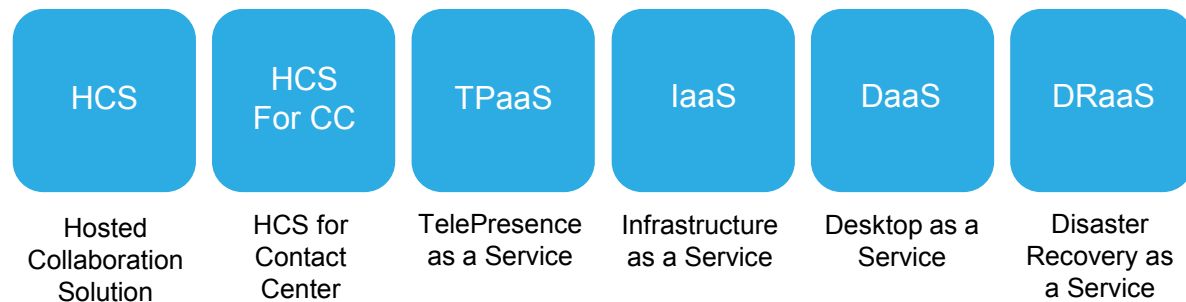 HCS
HCS
For CC
TPaaS
IaaS
DaaS
DRaaS
Hosted
Collaboration
Solution
HCS for
Contact
Center
TelePresence
as a Service
Infrastructure
as a Service
Desktop as a
Service
Disaster
Recovery as
a Service